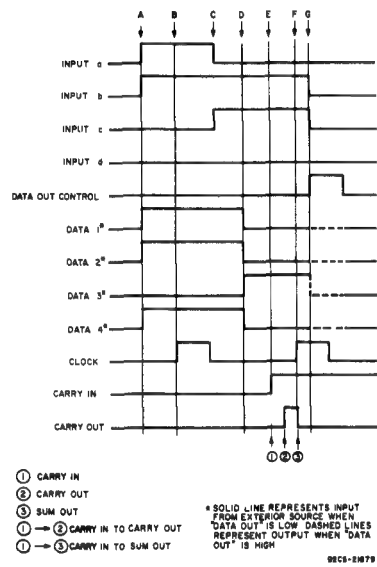 A B C D E F G
INPUT a
INPUT b
INPUT c
INPUT d
DATA OUT CONTROL
DATA 1*
DATA 2*
DATA 3*
DATA 4*
CLOCK
CARRY IN
CARRY OUT
① ② ③
① CARRY IN
② CARRY OUT
③ SUM OUT
① → ② CARRY IN TO CARRY OUT
① → ③ CARRY IN TO SUM OUT
* SOLID LINE REPRESENTS INPUT
FROM EXTERIOR SOURCE WHEN
"DATA OUT" IS LOW DASHED LINES
REPRESENT OUTPUT WHEN "DATA
OUT" IS HIGH
92CS-21879